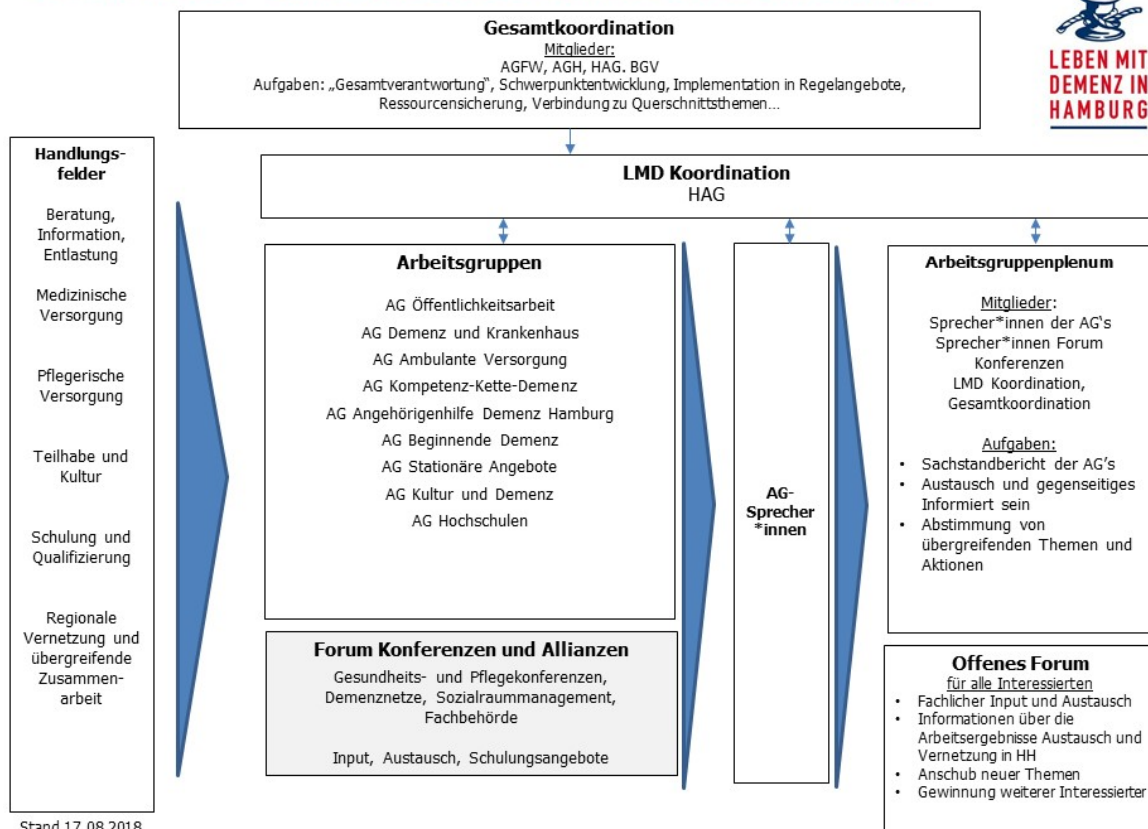 Gesamtkoordination
Mitglieder:
AGFW, AGH, HAG. BGV
Aufgaben: „Gesamtverantwortung“, Schwerpunktentwicklung, Implementation in Regelangebote,
Ressourcensicherung, Verbindung zu Querschnittsthemen…
LEBEN MIT
DEMENZ IN
HAMBURG
Handlungs-
felder
Beratung,
Information,
Entlastung
Medizinische
Versorgung
Pflegerische
Versorgung
Teilhabe und
Kultur
Schulung und
Qualifizierung
Regionale
Vernetzung und
übergreifende
Zusammen-
arbeit
Stand 17.08.2018
LMD Koordination
HAG
Arbeitsgruppen
AG Öffentlichkeitsarbeit
AG Demenz und Krankenhaus
AG Ambulante Versorgung
AG Kompetenz-Kette-Demenz
AG Angehörigenhilfe Demenz Hamburg
AG Beginnende Demenz
AG Stationäre Angebote
AG Kultur und Demenz
AG Hochschulen
Forum Konferenzen und Allianzen
Gesundheits- und Pflegekonferenzen,
Demenznetze, Sozialraummanagement,
Fachbehörde
Input, Austausch, Schulungsangebote
AG-
Sprecher
*innen
Arbeitsgruppenplenum
Mitglieder:
Sprecher*innen der AG‘s
Sprecher*innen Forum
Konferenzen
LMD Koordination,
Gesamtkoordination
Aufgaben:
• Sachstandbericht der AG’s
• Austausch und gegenseitiges
Informiert sein
• Abstimmung von
übergreifenden Themen und
Aktionen
Offenes Forum
für alle Interessierten
• Fachlicher Input und Austausch
• Informationen über die
Arbeitsergebnisse Austausch und
Vernetzung in HH
• Anschub neuer Themen
• Gewinnung weiterer Interessierter